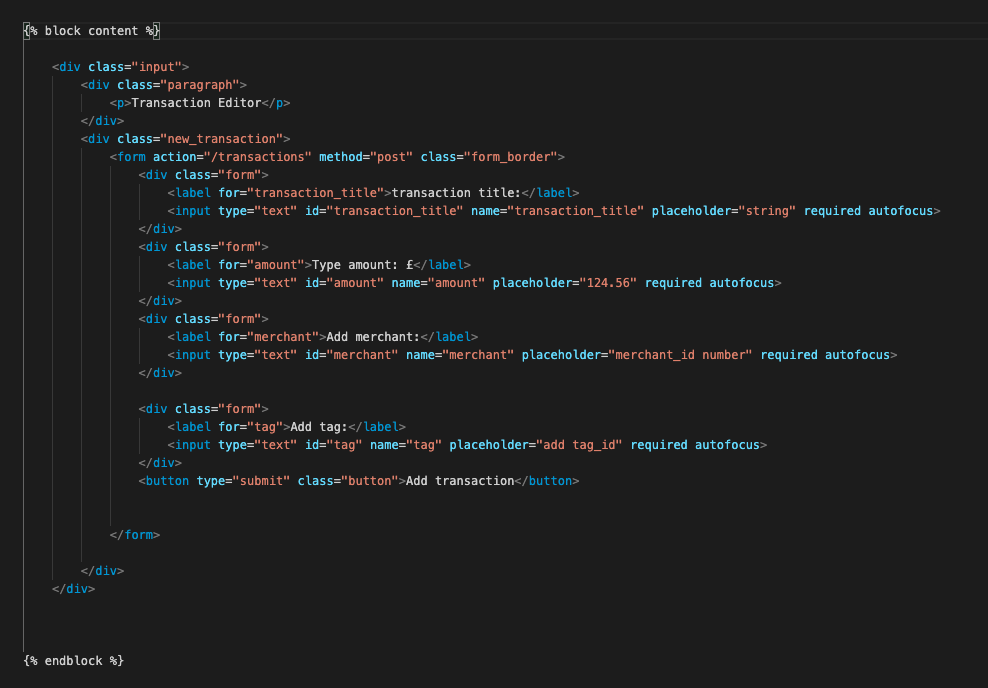 {% block content %}
<div class="input">
<div class="paragraph">
<p>Transaction Editor</p>
</div>
<div class="new_transaction">
<form action="/transactions" method="post" class="form_border">
<div class="form">
<label for="transaction_title">transaction title:</label>
<input type="text" id="transaction_title" name="transaction_title" placeholder="string" required autofocus>
</div>
<div class="form">
<label for="amount">Type amount: £</label>
<input type="text" id="amount" name="amount" placeholder="124.56" required autofocus>
</div>
<div class="form">
<label for="merchant">Add merchant:</label>
<input type="text" id="merchant" name="merchant" placeholder="merchant_id number" required autofocus>
</div>
<div class="form">
<label for="tag">Add tag:</label>
<input type="text" id="tag" name="tag" placeholder="add tag_id" required autofocus>
</div>
<button type="submit" class="button">Add transaction</button>
</form>
</div>
</div>
{% endblock %}